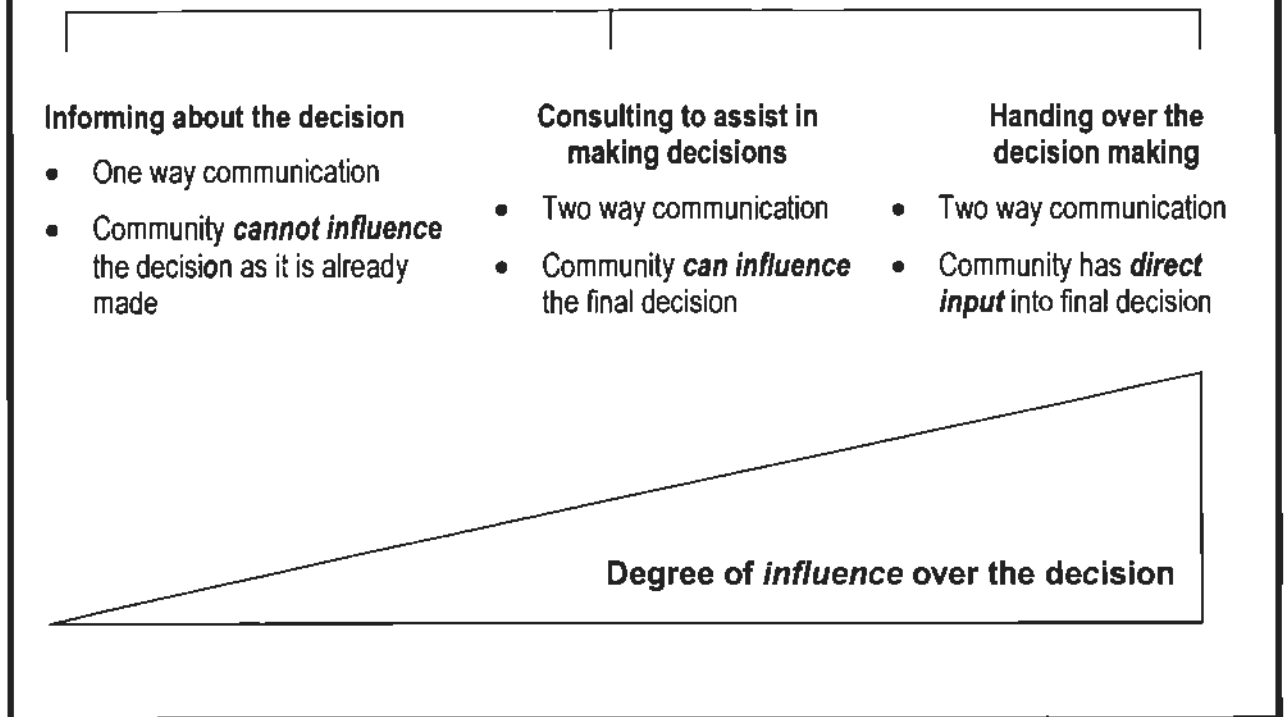 Informing about the decision
• One way communication
• Community cannot influence
the decision as it is already
made
Consulting to assist in
making decisions
• Two way communication
• Community can influence
the final decision
Handing over the
decision making
• Two way communication
• Community has direct
input into final decision
Degree of influence over the decision